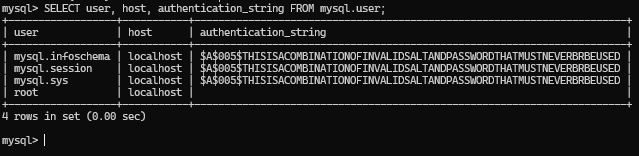 mysql> SELECT user, host, authentication_string FROM mysql.user;
+------------------+-----------+------------------------------------------------------------------------+
| user             | host      | authentication_string                                                  |
+------------------+-----------+------------------------------------------------------------------------+
| mysql.infoschema | localhost | $A$005$THISISACOMBINATIONOFINVALIDSALTANDPASSWORDTHATMUSTNEVERBRBEUSED |
| mysql.session    | localhost | $A$005$THISISACOMBINATIONOFINVALIDSALTANDPASSWORDTHATMUSTNEVERBRBEUSED |
| mysql.sys        | localhost | $A$005$THISISACOMBINATIONOFINVALIDSALTANDPASSWORDTHATMUSTNEVERBRBEUSED |
| root             | localhost |                                                                        |
+------------------+-----------+------------------------------------------------------------------------+
4 rows in set (0.00 sec)
mysql>